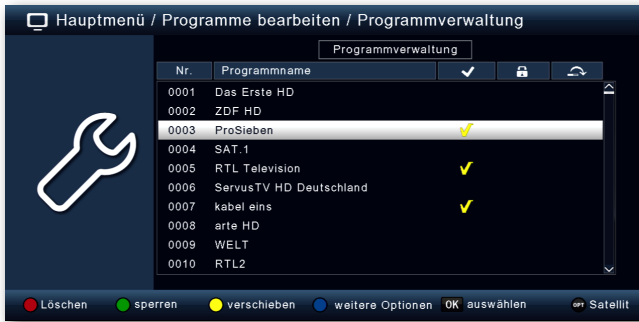 Hauptmenü / Programme bearbeiten / Programmverwaltung
Programmverwaltung
Nr. Programmname
0001 Das Erste HD
0002 ZDF HD
0003 ProSieben
0004 SAT.1
0005 RTL Television
0006 ServusTV HD Deutschland
0007 kabel eins
0008 arte HD
0009 WELT
0010 RTL2
Löschen sperren verschieben weitere Optionen OK auswählen OPT Satellit